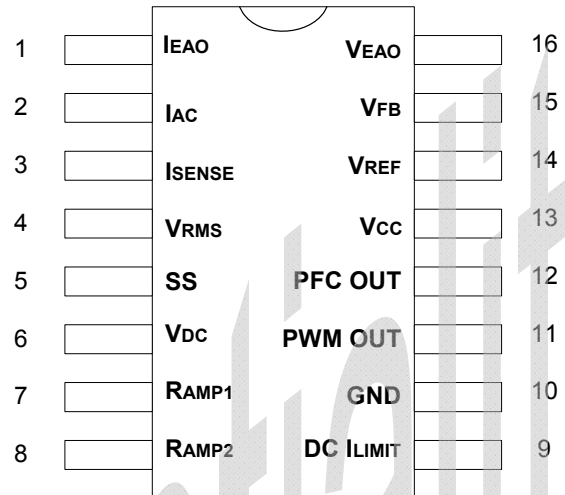 1 IEAO VEAO 16
2 IAC VFB 15
3 ISENSE VREF 14
4 VRMS VCC 13
5 SS PFC OUT 12
6 VDC PWM OUT 11
7 RAMP1 GND 10
8 RAMP2 DC ILIMIT 9